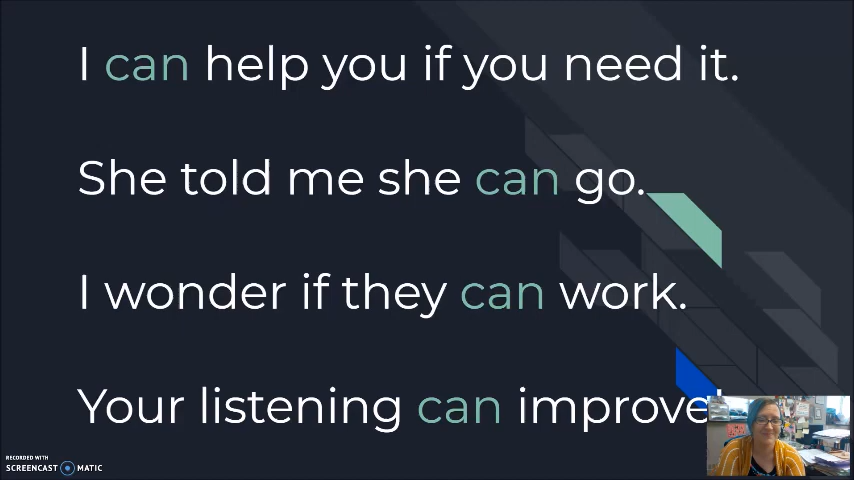 I can help you if you need it.
She told me she can go.
I wonder if they can work.
Your listening can improve
RECORDED WITH
SCREENCAST MATIC